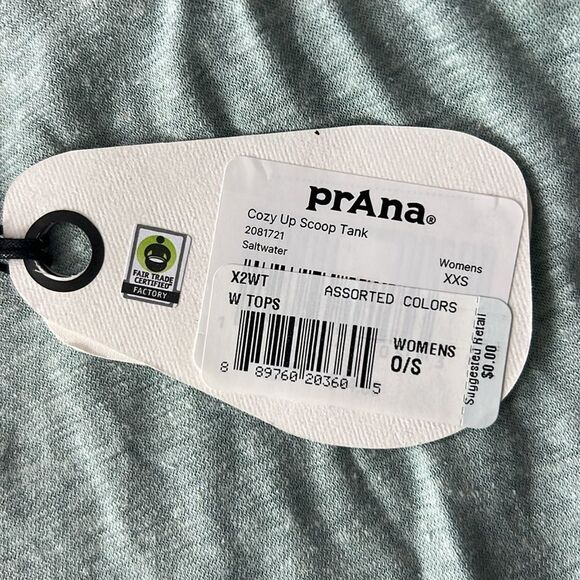 FAIR TRADE
CERTIFIED
FACTORY
prAna®
Cozy Up Scoop Tank
2081721
Saltwater
Womens
XXS
X2WT
ASSORTED COLORS
W TOPS
WOMENS
O/S
8 89760 20360 5
Suggested Retail
$0.00